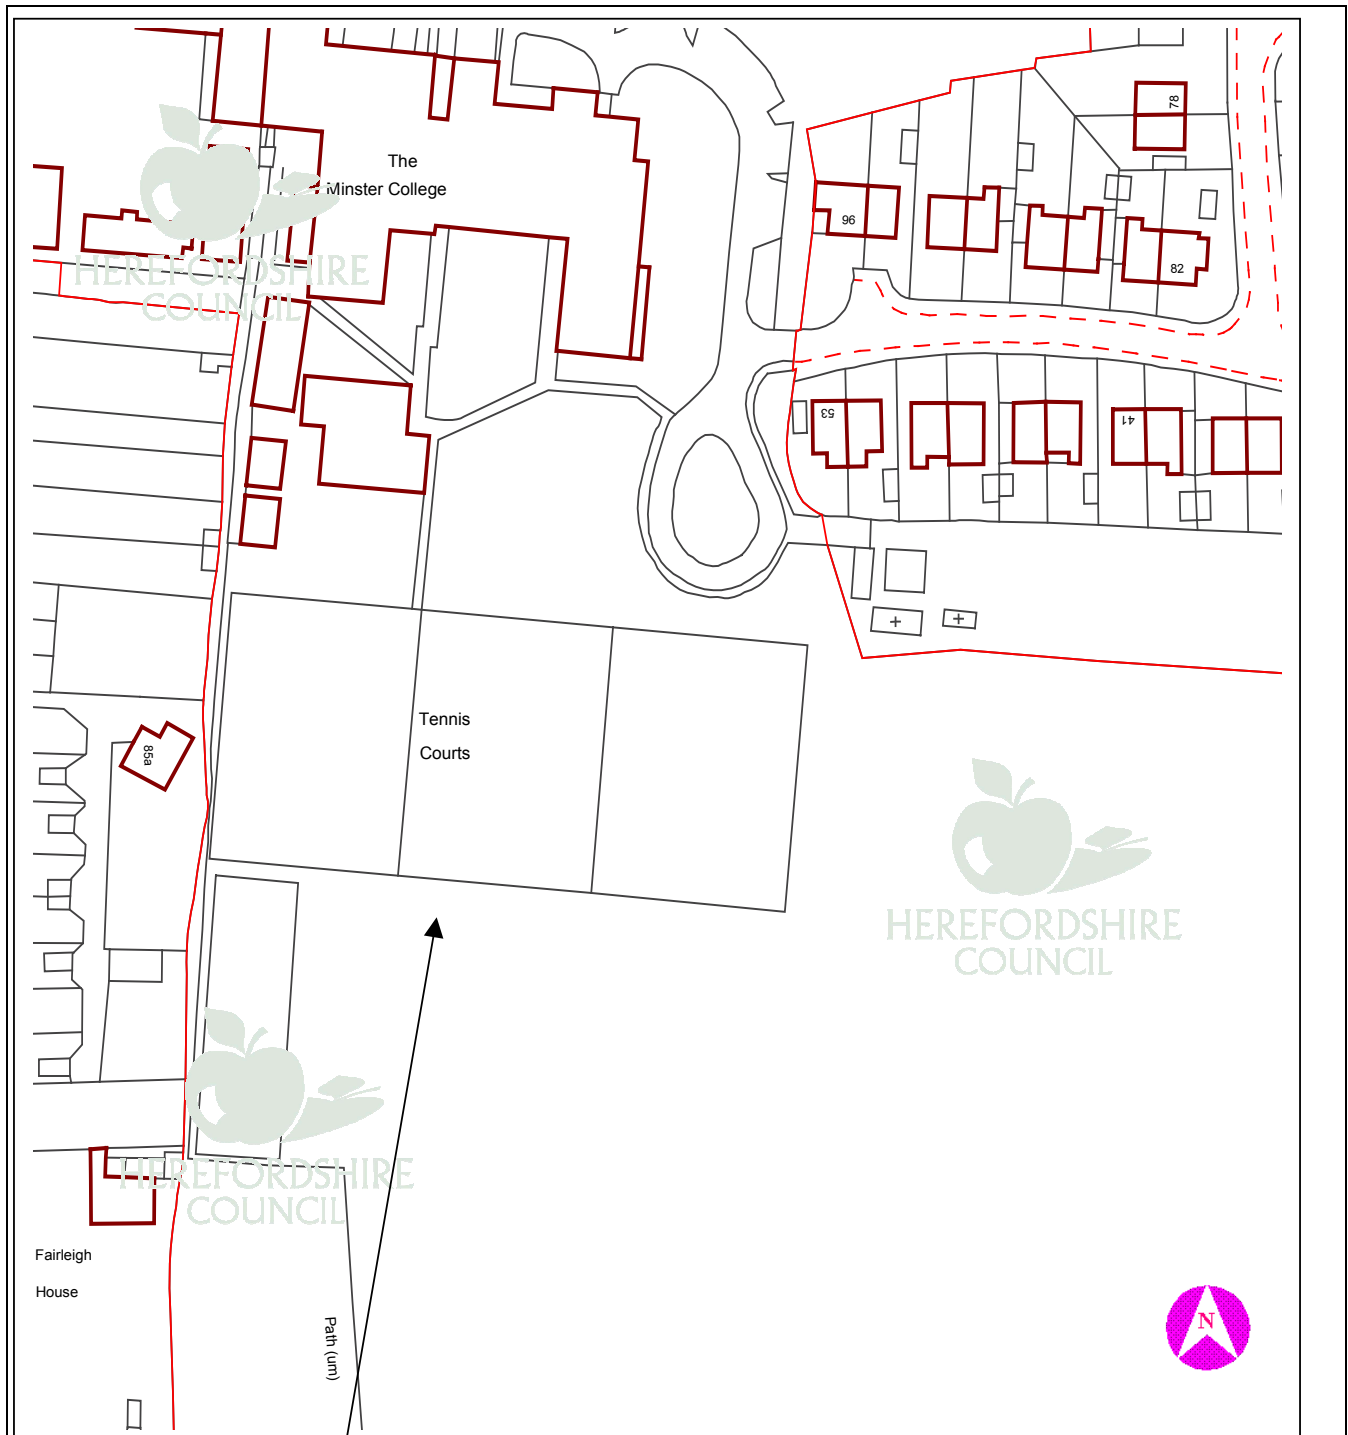 78
The
Minster College
96
82
HEREFORDSHIRE
COUNCIL
53
41
Tennis
Courts
85a
HEREFORDSHIRE
COUNCIL
HEREFORDSHIRE
COUNCIL
Fairleigh
House
N
Path (um)